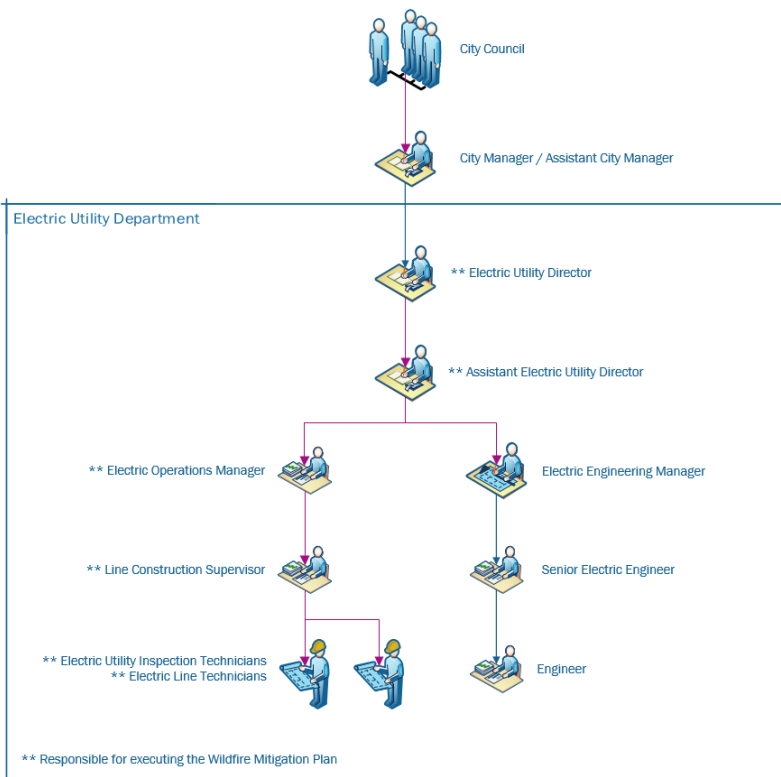 City Council
City Manager / Assistant City Manager
Electric Utility Department
** Electric Utility Director
** Assistant Electric Utility Director
** Electric Operations Manager
Electric Engineering Manager
** Line Construction Supervisor
Senior Electric Engineer
** Electric Utility Inspection Technicians
** Electric Line Technicians
Engineer
** Responsible for executing the Wildfire Mitigation Plan